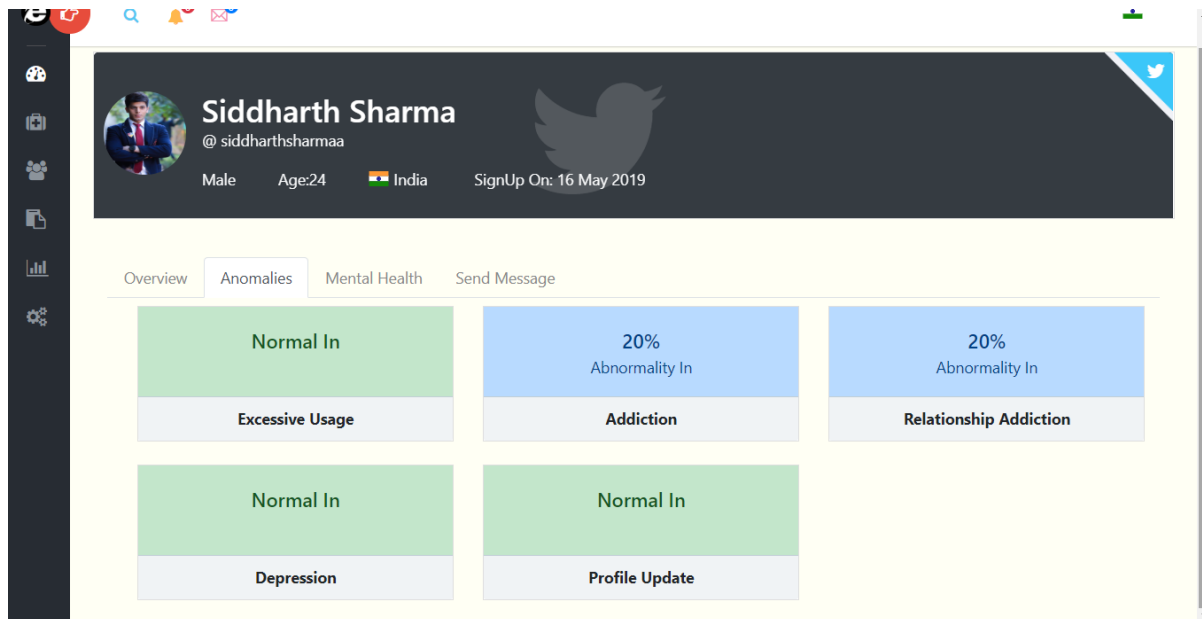 Siddharth Sharma
@ siddharthsharmaa
Male Age:24 India SignUp On: 16 May 2019
Overview Anomalies Mental Health Send Message
Normal In
Excessive Usage
20%
Abnormality In
Addiction
20%
Abnormality In
Relationship Addiction
Normal In
Depression
Normal In
Profile Update